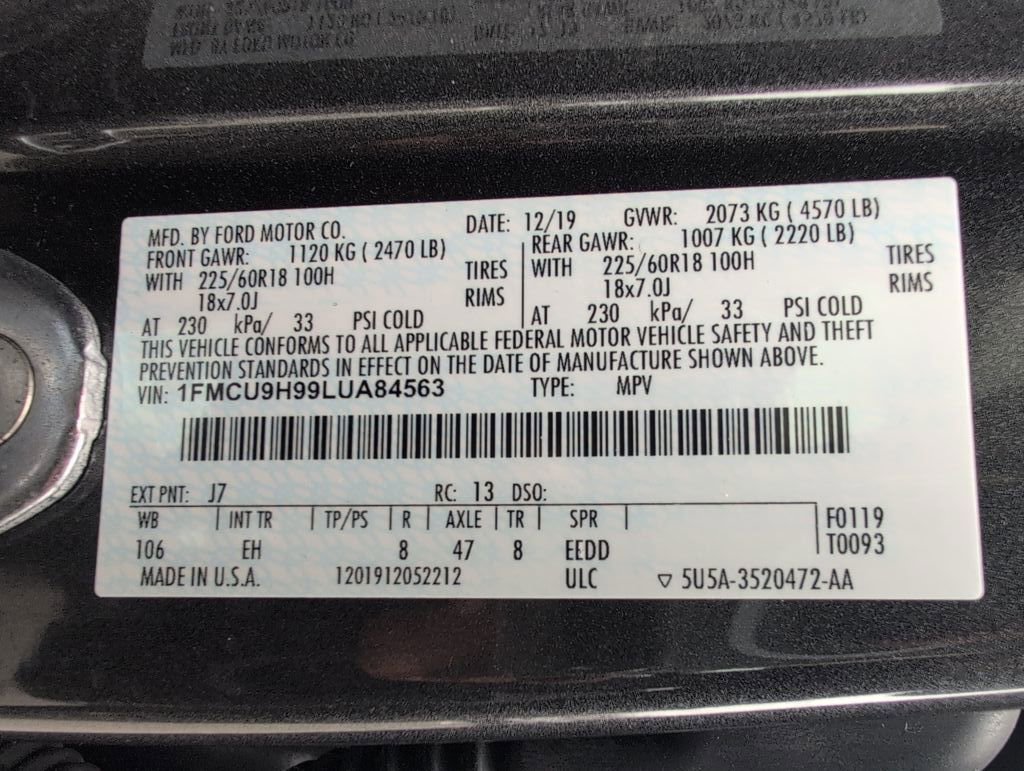 MFD. BY FORD MOTOR CO. DATE: 12/19 GVWR: 2073 KG ( 4570 LB)
FRONT GAWR: 1120 KG ( 2470 LB) REAR GAWR: 1007 KG ( 2220 LB)
WITH 225/60R18 100H TIRES WITH 225/60R18 100H TIRES
18x7.0J RIMS 18x7.0J RIMS
AT 230 kPa/ 33 PSI COLD AT 230 kPa/ 33 PSI COLD
THIS VEHICLE CONFORMS TO ALL APPLICABLE FEDERAL MOTOR VEHICLE SAFETY AND THEFT
PREVENTION STANDARDS IN EFFECT ON THE DATE OF MANUFACTURE SHOWN ABOVE.
VIN: 1FMCU9H99LUA84563 TYPE: MPV
EXT PNT: J7 RC: 13 DSO:
WB INT TR TP/PS R AXLE TR SPR F0119
106 EH 8 47 8 EEDD T0093
MADE IN U.S.A. 1201912052212 ULC ▽ 5U5A-3520472-AA